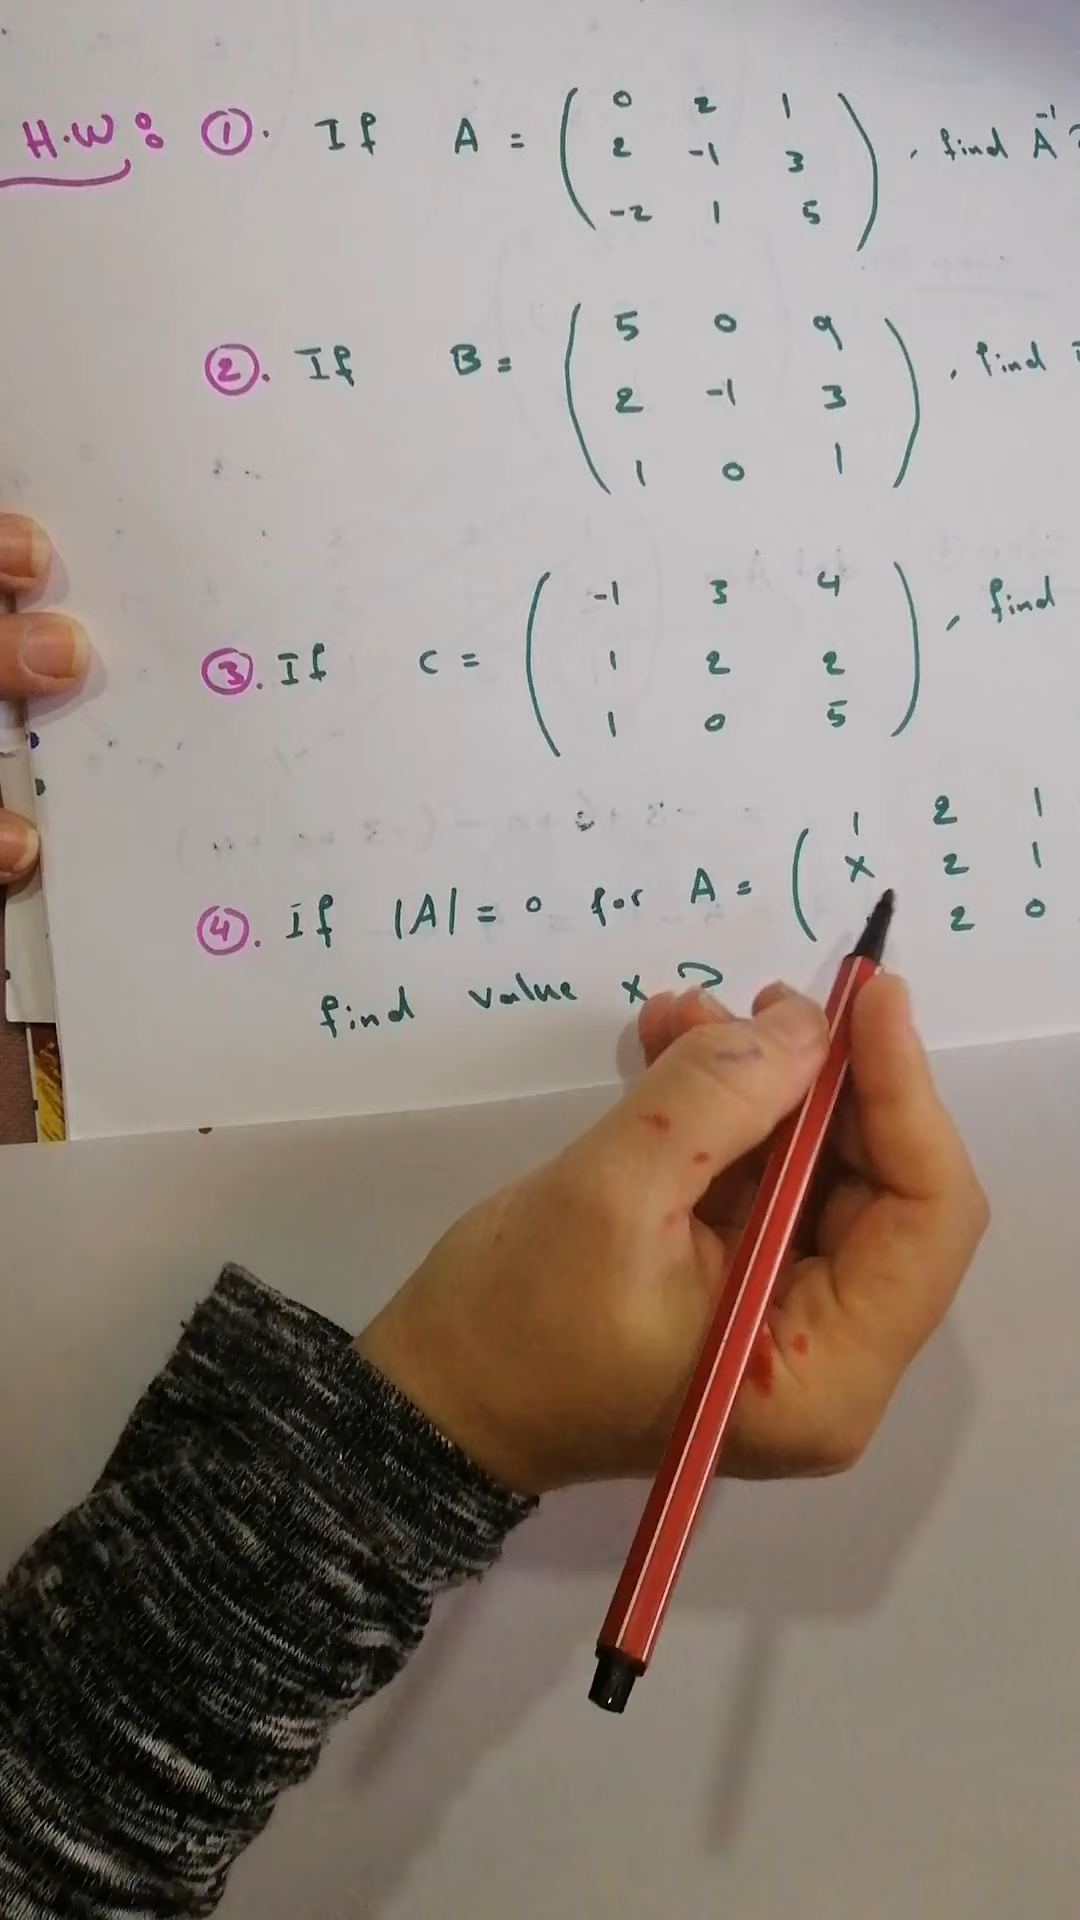 H.W: ①. If A = ( 0 2 1
2 -1 3
-2 1 5 ) , find A⁻¹
②. If B = ( 5 0 9
2 -1 3
1 0 1 ) , find
③. If C = ( -1 3 4
1 2 2
1 0 5 ) , find
④. If |A| = 0 for A = ( 1 2 1
x 2 1
2 0
find value x ?